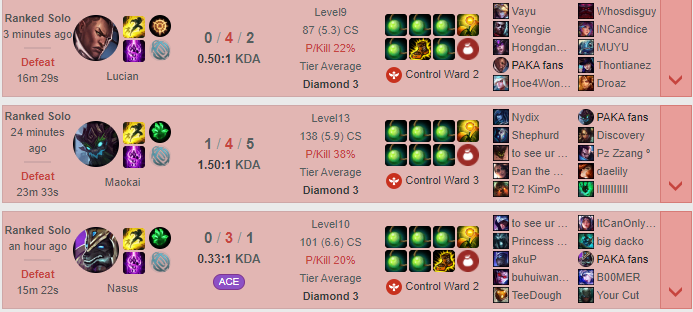 Ranked Solo
3 minutes ago
Defeat
16m 29s
Lucian
0 / 4 / 2
0.50:1 KDA
Level9
87 (5.3) CS
P/Kill 22%
Tier Average
Diamond 3
Control Ward 2
Vayu
Yeongie
Hongdan...
PAKA fans
Hoe4Won...
Whosdisguy
INCandice
MUYU
Thontianez
Droaz
Ranked Solo
24 minutes
ago
Defeat
23m 33s
Maokai
1 / 4 / 5
1.50:1 KDA
Level13
138 (5.9) CS
P/Kill 38%
Tier Average
Diamond 3
Control Ward 3
Nydix
Shephurd
to see ur ...
Đan the ...
T2 KimPo
PAKA fans
Discovery
Pz Zzang º
daelily
Ranked Solo
an hour ago
Defeat
15m 22s
Nasus
0 / 3 / 1
0.33:1 KDA
ACE
Level10
101 (6.6) CS
P/Kill 20%
Tier Average
Diamond 3
Control Ward 2
to see ur ...
Princess ...
akuP
buhuiwan...
TeeDough
ItCanOnly...
big dacko
PAKA fans
B00MER
Your Cut